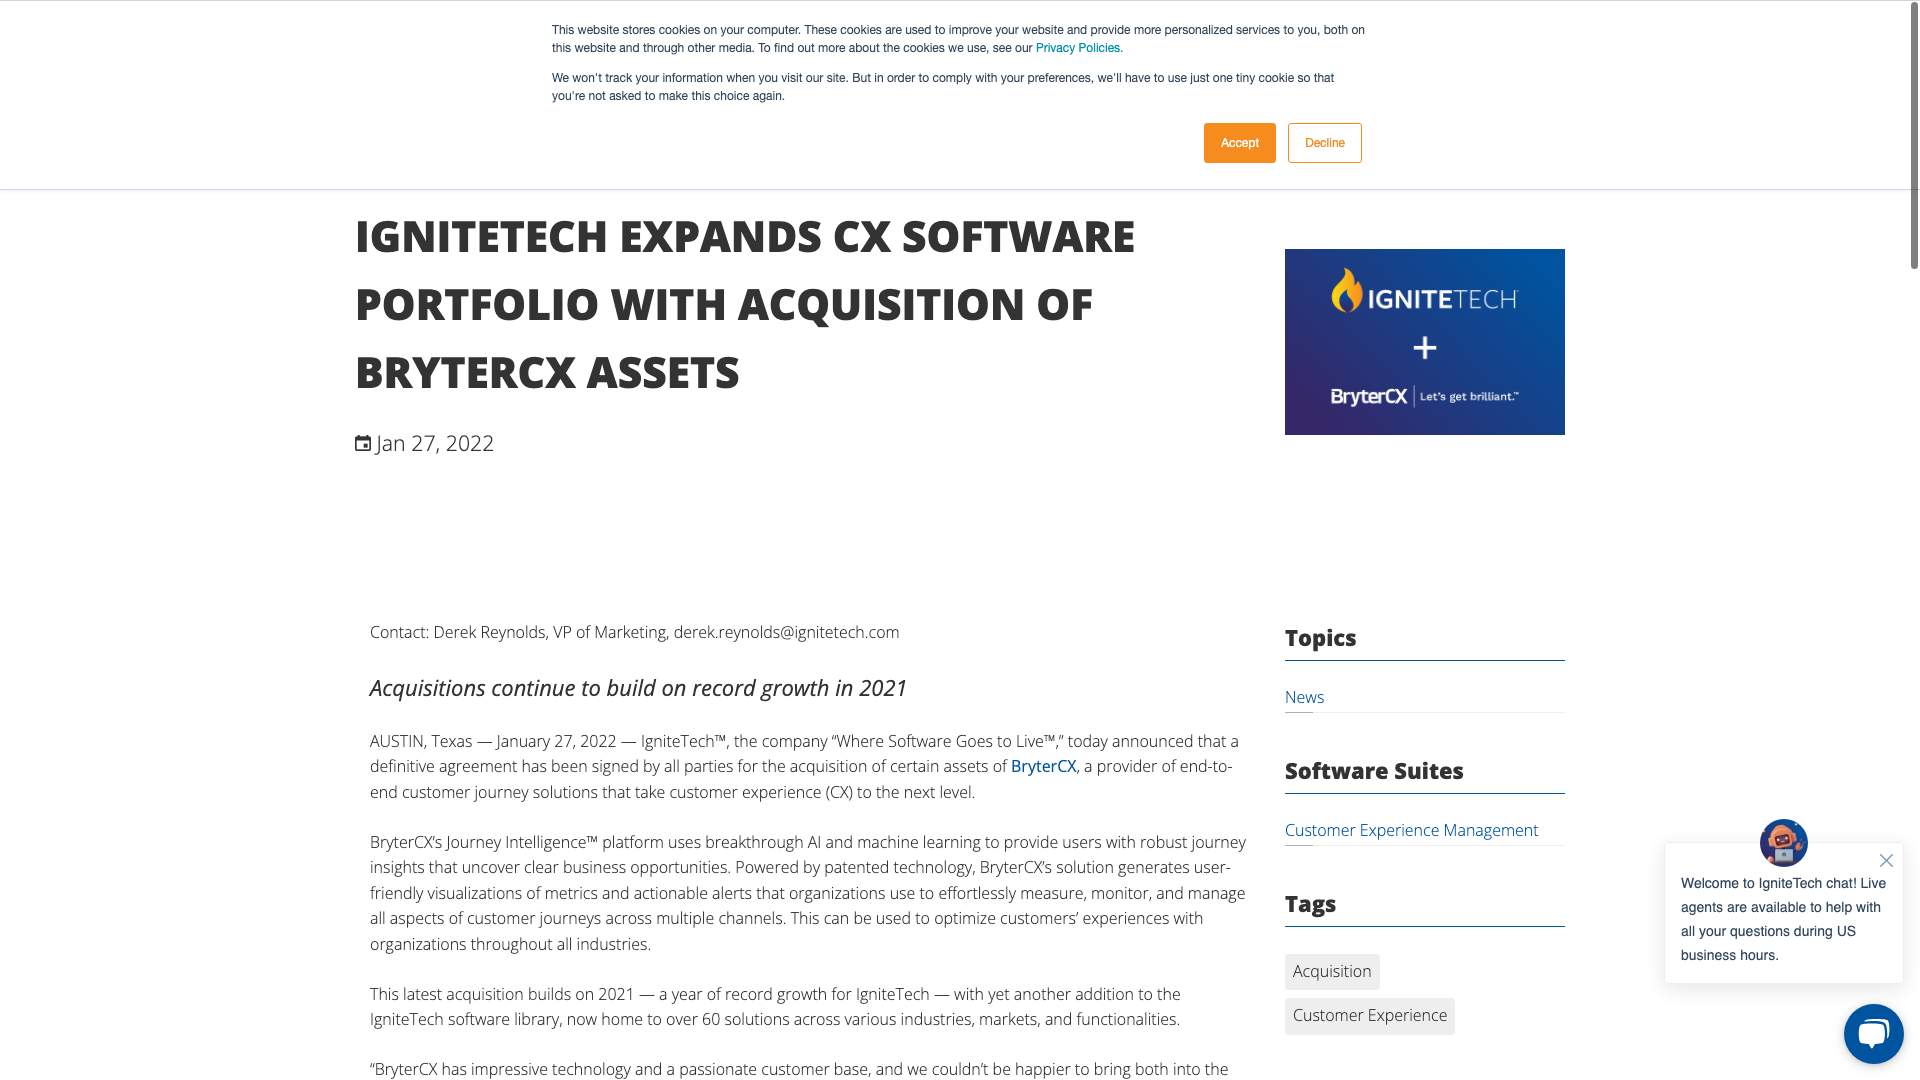 This website stores cookies on your computer. These cookies are used to improve your website and provide more personalized services to you, both on
this website and through other media. To find out more about the cookies we use, see our Privacy Policies.
We won't track your information when you visit our site. But in order to comply with your preferences, we'll have to use just one tiny cookie so that
you're not asked to make this choice again.
Accept
Decline
IGNITETECH EXPANDS CX SOFTWARE
PORTFOLIO WITH ACQUISITION OF
BRYTERCX ASSETS
Jan 27, 2022
IGNITETECH
+
BryterCX | Let's get brilliant.™
Contact: Derek Reynolds, VP of Marketing, derek.reynolds@ignitetech.com
Acquisitions continue to build on record growth in 2021
AUSTIN, Texas — January 27, 2022 — IgniteTech™, the company “Where Software Goes to Live™,” today announced that a
definitive agreement has been signed by all parties for the acquisition of certain assets of BryterCX, a provider of end-to-
end customer journey solutions that take customer experience (CX) to the next level.
BryterCX’s Journey Intelligence™ platform uses breakthrough AI and machine learning to provide users with robust journey
insights that uncover clear business opportunities. Powered by patented technology, BryterCX’s solution generates user-
friendly visualizations of metrics and actionable alerts that organizations use to effortlessly measure, monitor, and manage
all aspects of customer journeys across multiple channels. This can be used to optimize customers’ experiences with
organizations throughout all industries.
This latest acquisition builds on 2021 — a year of record growth for IgniteTech — with yet another addition to the
IgniteTech software library, now home to over 60 solutions across various industries, markets, and functionalities.
“BryterCX has impressive technology and a passionate customer base, and we couldn’t be happier to bring both into the
Topics
News
Software Suites
Customer Experience Management
Tags
Acquisition
Customer Experience
Welcome to IgniteTech chat! Live
agents are available to help with
all your questions during US
business hours.